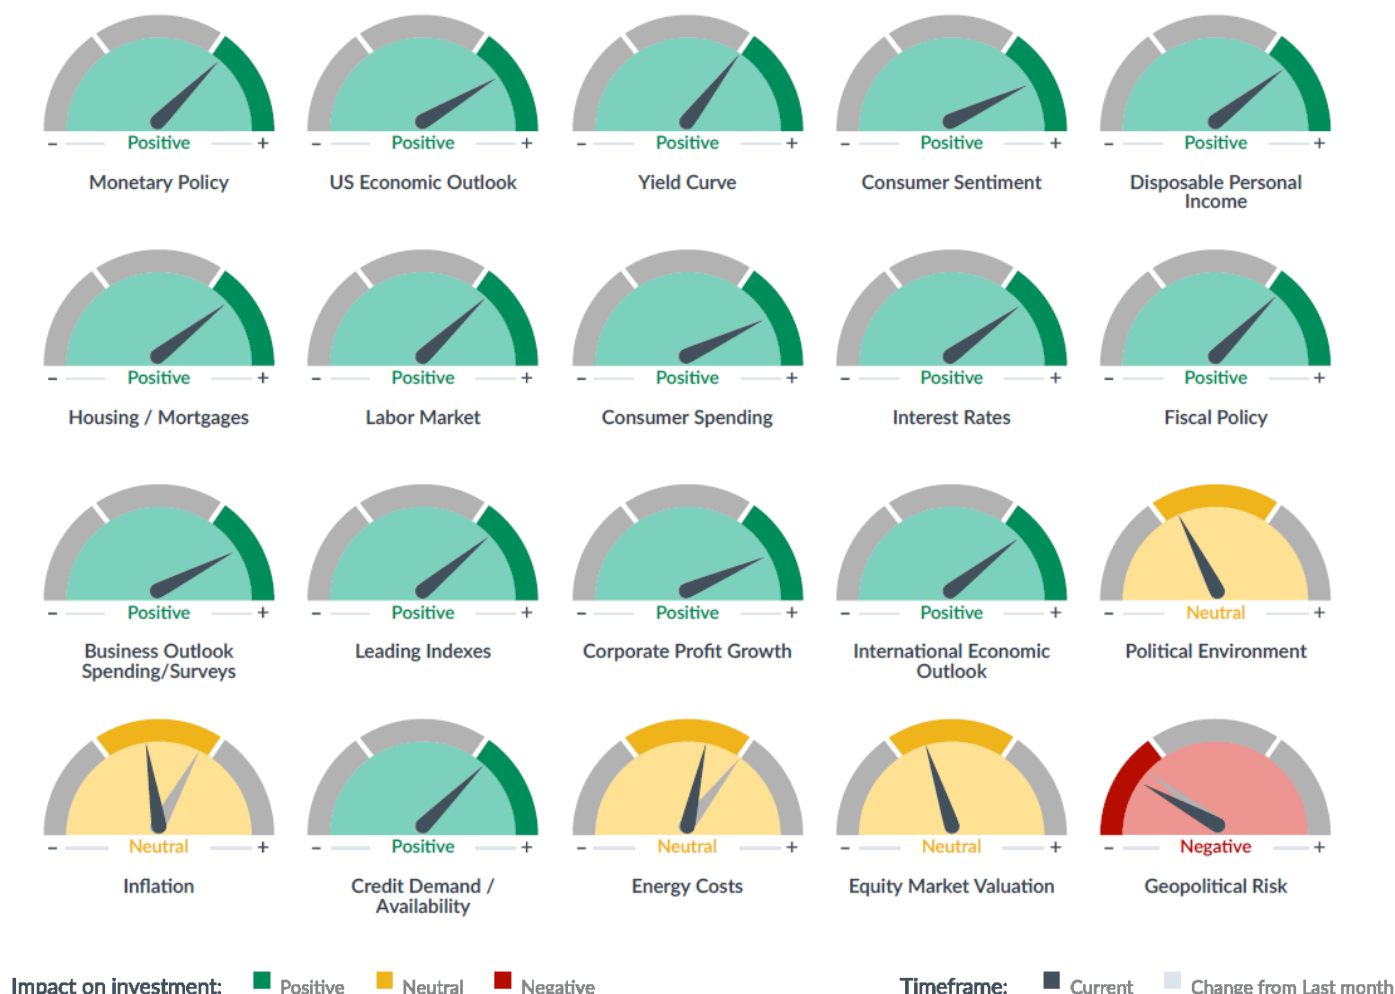 - Positive + - Positive + - Positive + - Positive + - Positive +
Monetary Policy US Economic Outlook Yield Curve Consumer Sentiment Disposable Personal
Income
- Positive + - Positive + - Positive + - Positive + - Positive +
Housing / Mortgages Labor Market Consumer Spending Interest Rates Fiscal Policy
- Positive + - Positive + - Positive + - Positive + - Neutral +
Business Outlook Leading Indexes Corporate Profit Growth International Economic Political Environment
Spending/Surveys Outlook
- Neutral + - Positive + - Neutral + - Neutral + - Negative +
Inflation Credit Demand / Energy Costs Equity Market Valuation Geopolitical Risk
Availability
Impact on investment: Positive Neutral Negative Timeframe: Current Change from Last month